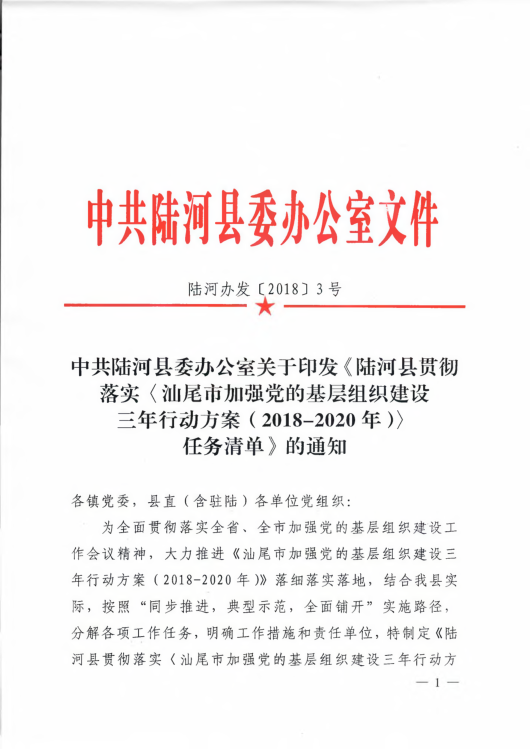 中共陆河县委办公室文件
陆河办发〔2018〕3号
中共陆河县委办公室关于印发《陆河县贯彻
落实〈汕尾市加强党的基层组织建设
三年行动方案（2018–2020年）〉
任务清单》的通知
各镇党委，县直（含驻陆）各单位党组织：
为全面贯彻落实全省、全市加强党的基层组织建设工
作会议精神，大力推进《汕尾市加强党的基层组织建设三
年行动方案（2018–2020年）》落细落实落地，结合我县实
际，按照“同步推进，典型示范，全面铺开”实施路径，
分解各项工作任务，明确工作措施和责任单位，特制定《陆
河县贯彻落实〈汕尾市加强党的基层组织建设三年行动方
— 1 —